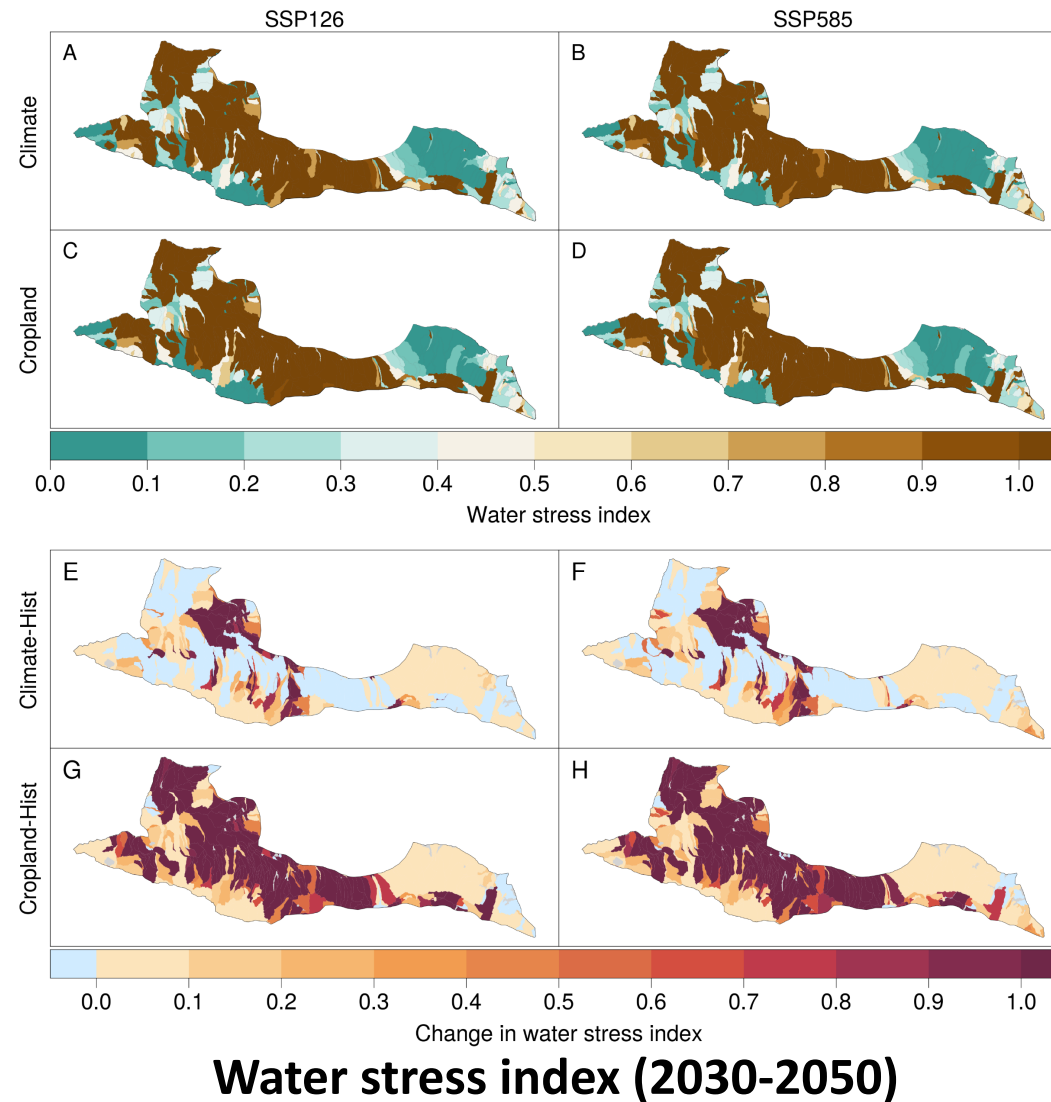 SSP126 SSP585
A B
Climate
C D
Cropland
0.0 0.1 0.2 0.3 0.4 0.5 0.6 0.7 0.8 0.9 1.0
Water stress index
E F
Climate-Hist
G H
Cropland-Hist
0.0 0.1 0.2 0.3 0.4 0.5 0.6 0.7 0.8 0.9 1.0
Change in water stress index
Water stress index (2030-2050)